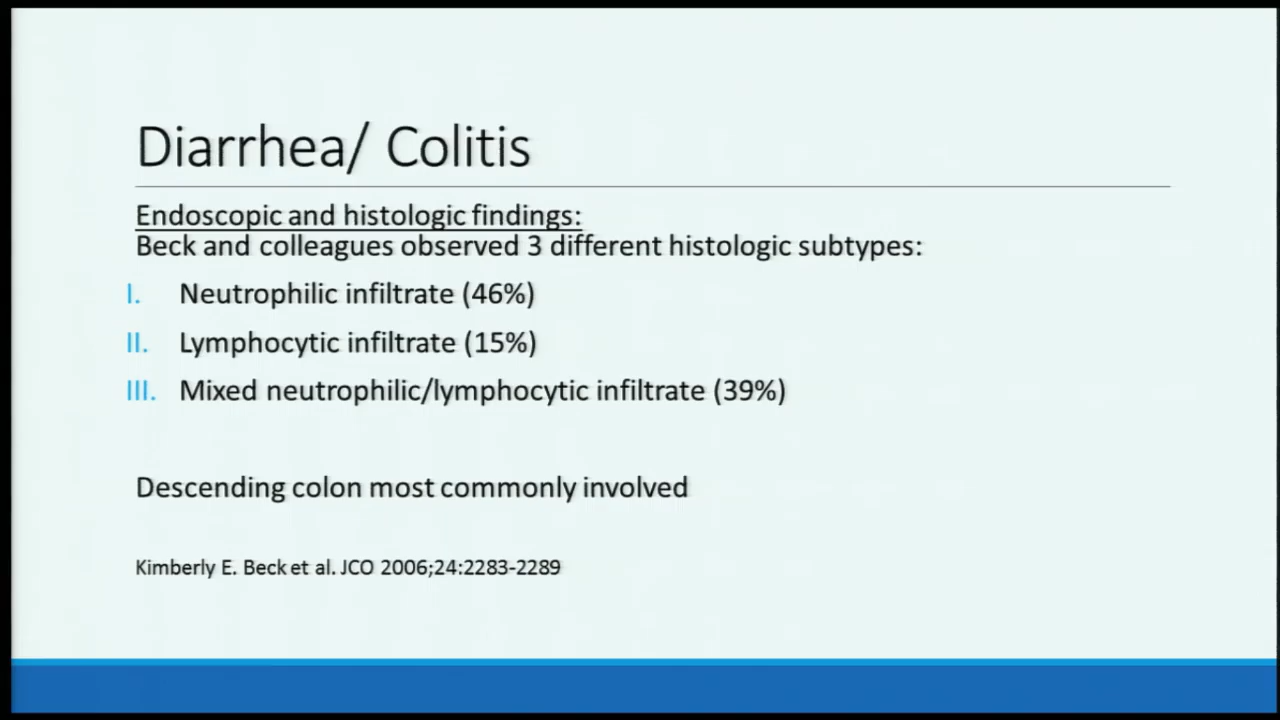 Diarrhea/ Colitis
Endoscopic and histologic findings:
Beck and colleagues observed 3 different histologic subtypes:
I. Neutrophilic infiltrate (46%)
II. Lymphocytic infiltrate (15%)
III. Mixed neutrophilic/lymphocytic infiltrate (39%)
Descending colon most commonly involved
Kimberly E. Beck et al. JCO 2006;24:2283-2289